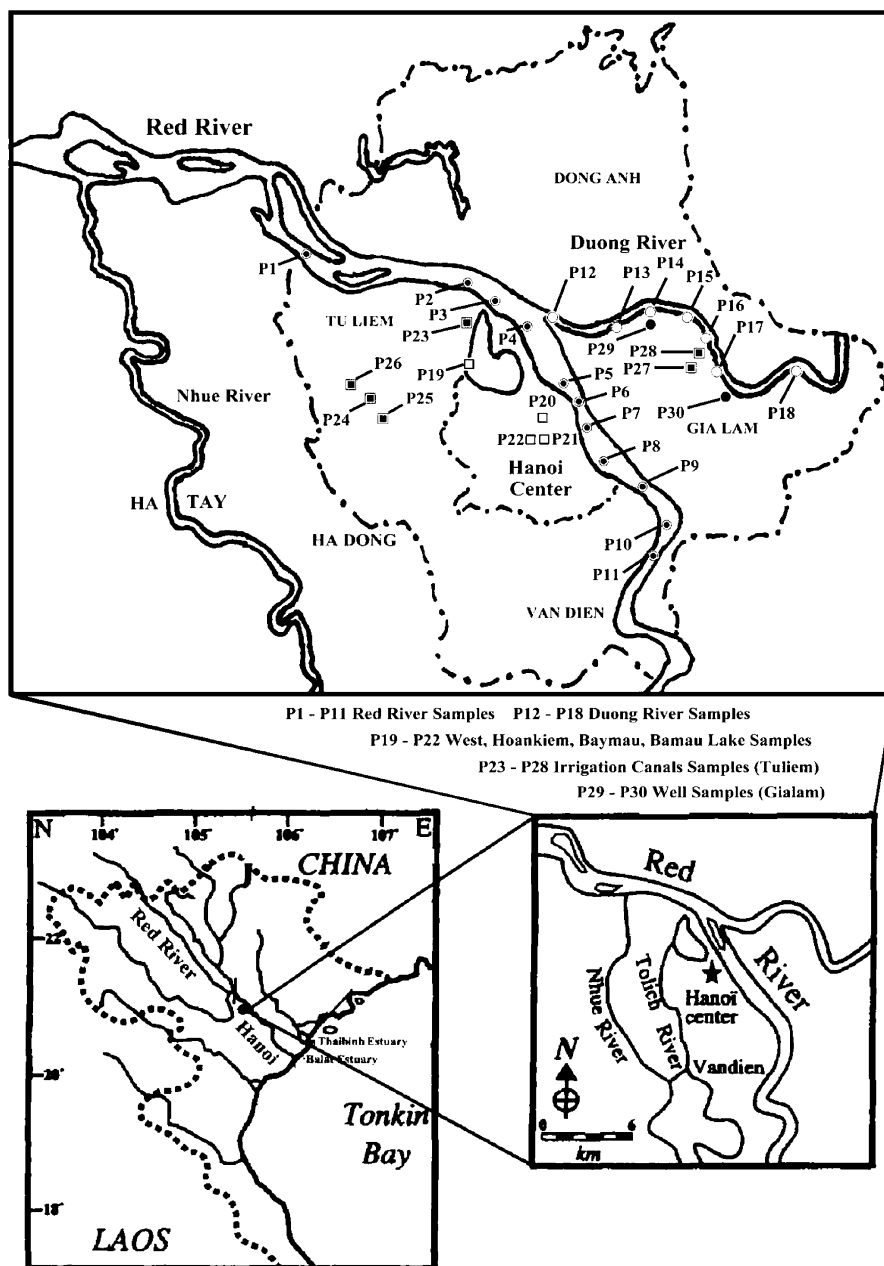 Red River
DONG ANH
Duong River
P1
P2
P3
P4
P12
P13
P14
P15
P16
P17
TU LIEM
P23
P29
P28
P27
P26
P19
P5
P6
P30
P18
Nhue River
P24
P25
P20
P7
GIA LAM
P22
P21
P8
Hanoi
Center
P9
HA TAY
P10
HA DONG
P11
VAN DIEN
P1 - P11 Red River Samples P12 - P18 Duong River Samples
P19 - P22 West, Hoankiem, Baymau, Bamau Lake Samples
P23 - P28 Irrigation Canals Samples (Tuliem)
P29 - P30 Well Samples (Gialam)
N 104° 105° 106° 107° E
CHINA
22°
Red River
Hanoi
Thaibinh Estuary
Balat Estuary
20°
Tonkin
Bay
18°
LAOS
Red
River
Nhue River
Tolich
River
Hanoï
center
Vandien
N
0 6
km